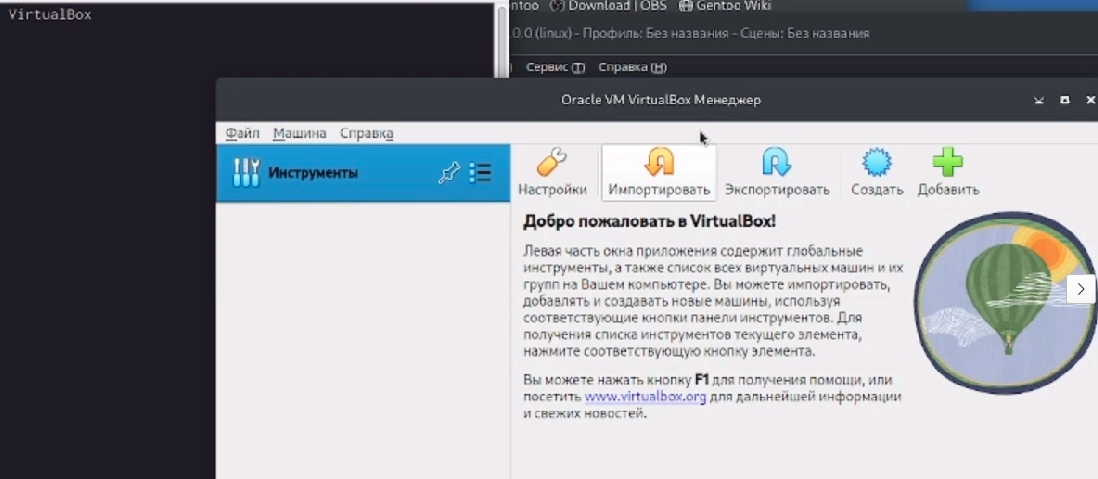 VirtualBox
ntoo Download | OBS Gentoo Wiki
.0.0 (linux) - Профиль: Без названия - Сцены: Без названия
Сервис (T) Справка (H)
Oracle VM VirtualBox Менеджер
Файл Машина Справка
Инструменты
Настройки Импортировать Экспортировать Создать Добавить
Добро пожаловать в VirtualBox!
Левая часть окна приложения содержит глобальные
инструменты, а также список всех виртуальных машин и их
групп на Вашем компьютере. Вы можете импортировать,
добавлять и создавать новые машины, используя
соответствующие кнопки панели инструментов. Для
получения списка инструментов текущего элемента,
нажмите соответствующую кнопку элемента.
Вы можете нажать кнопку F1 для получения помощи, или
посетить www.virtualbox.org для дальнейшей информации
и свежих новостей.